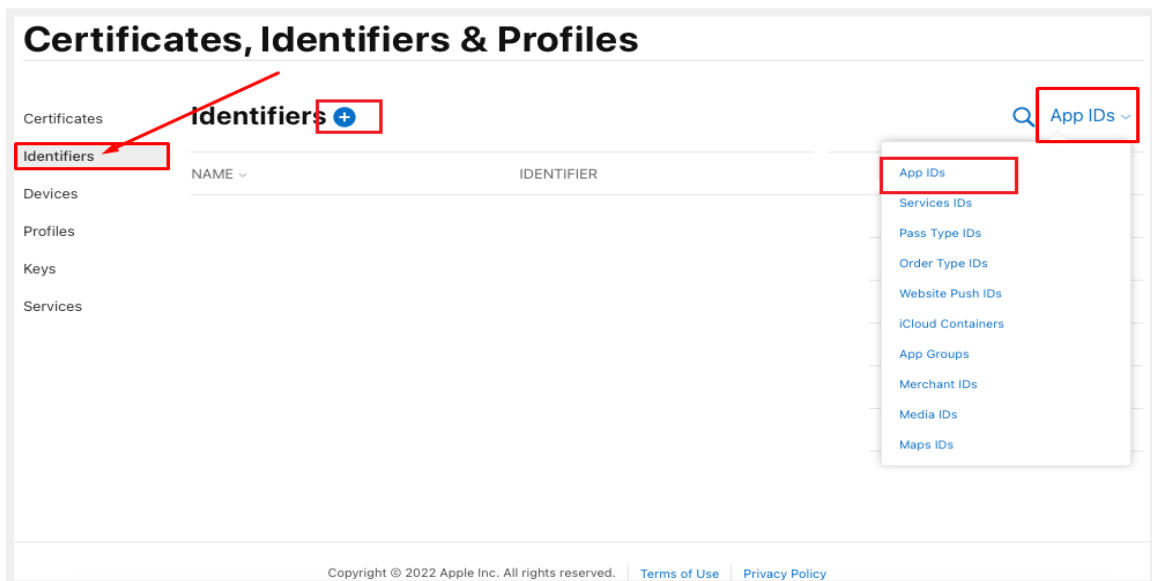 Certificates, Identifiers & Profiles
Certificates
Identifiers
Devices
Profiles
Keys
Services
Identifiers
App IDs
NAME
IDENTIFIER
App IDs
Services IDs
Pass Type IDs
Order Type IDs
Website Push IDs
iCloud Containers
App Groups
Merchant IDs
Media IDs
Maps IDs
Copyright © 2022 Apple Inc. All rights reserved. Terms of Use Privacy Policy